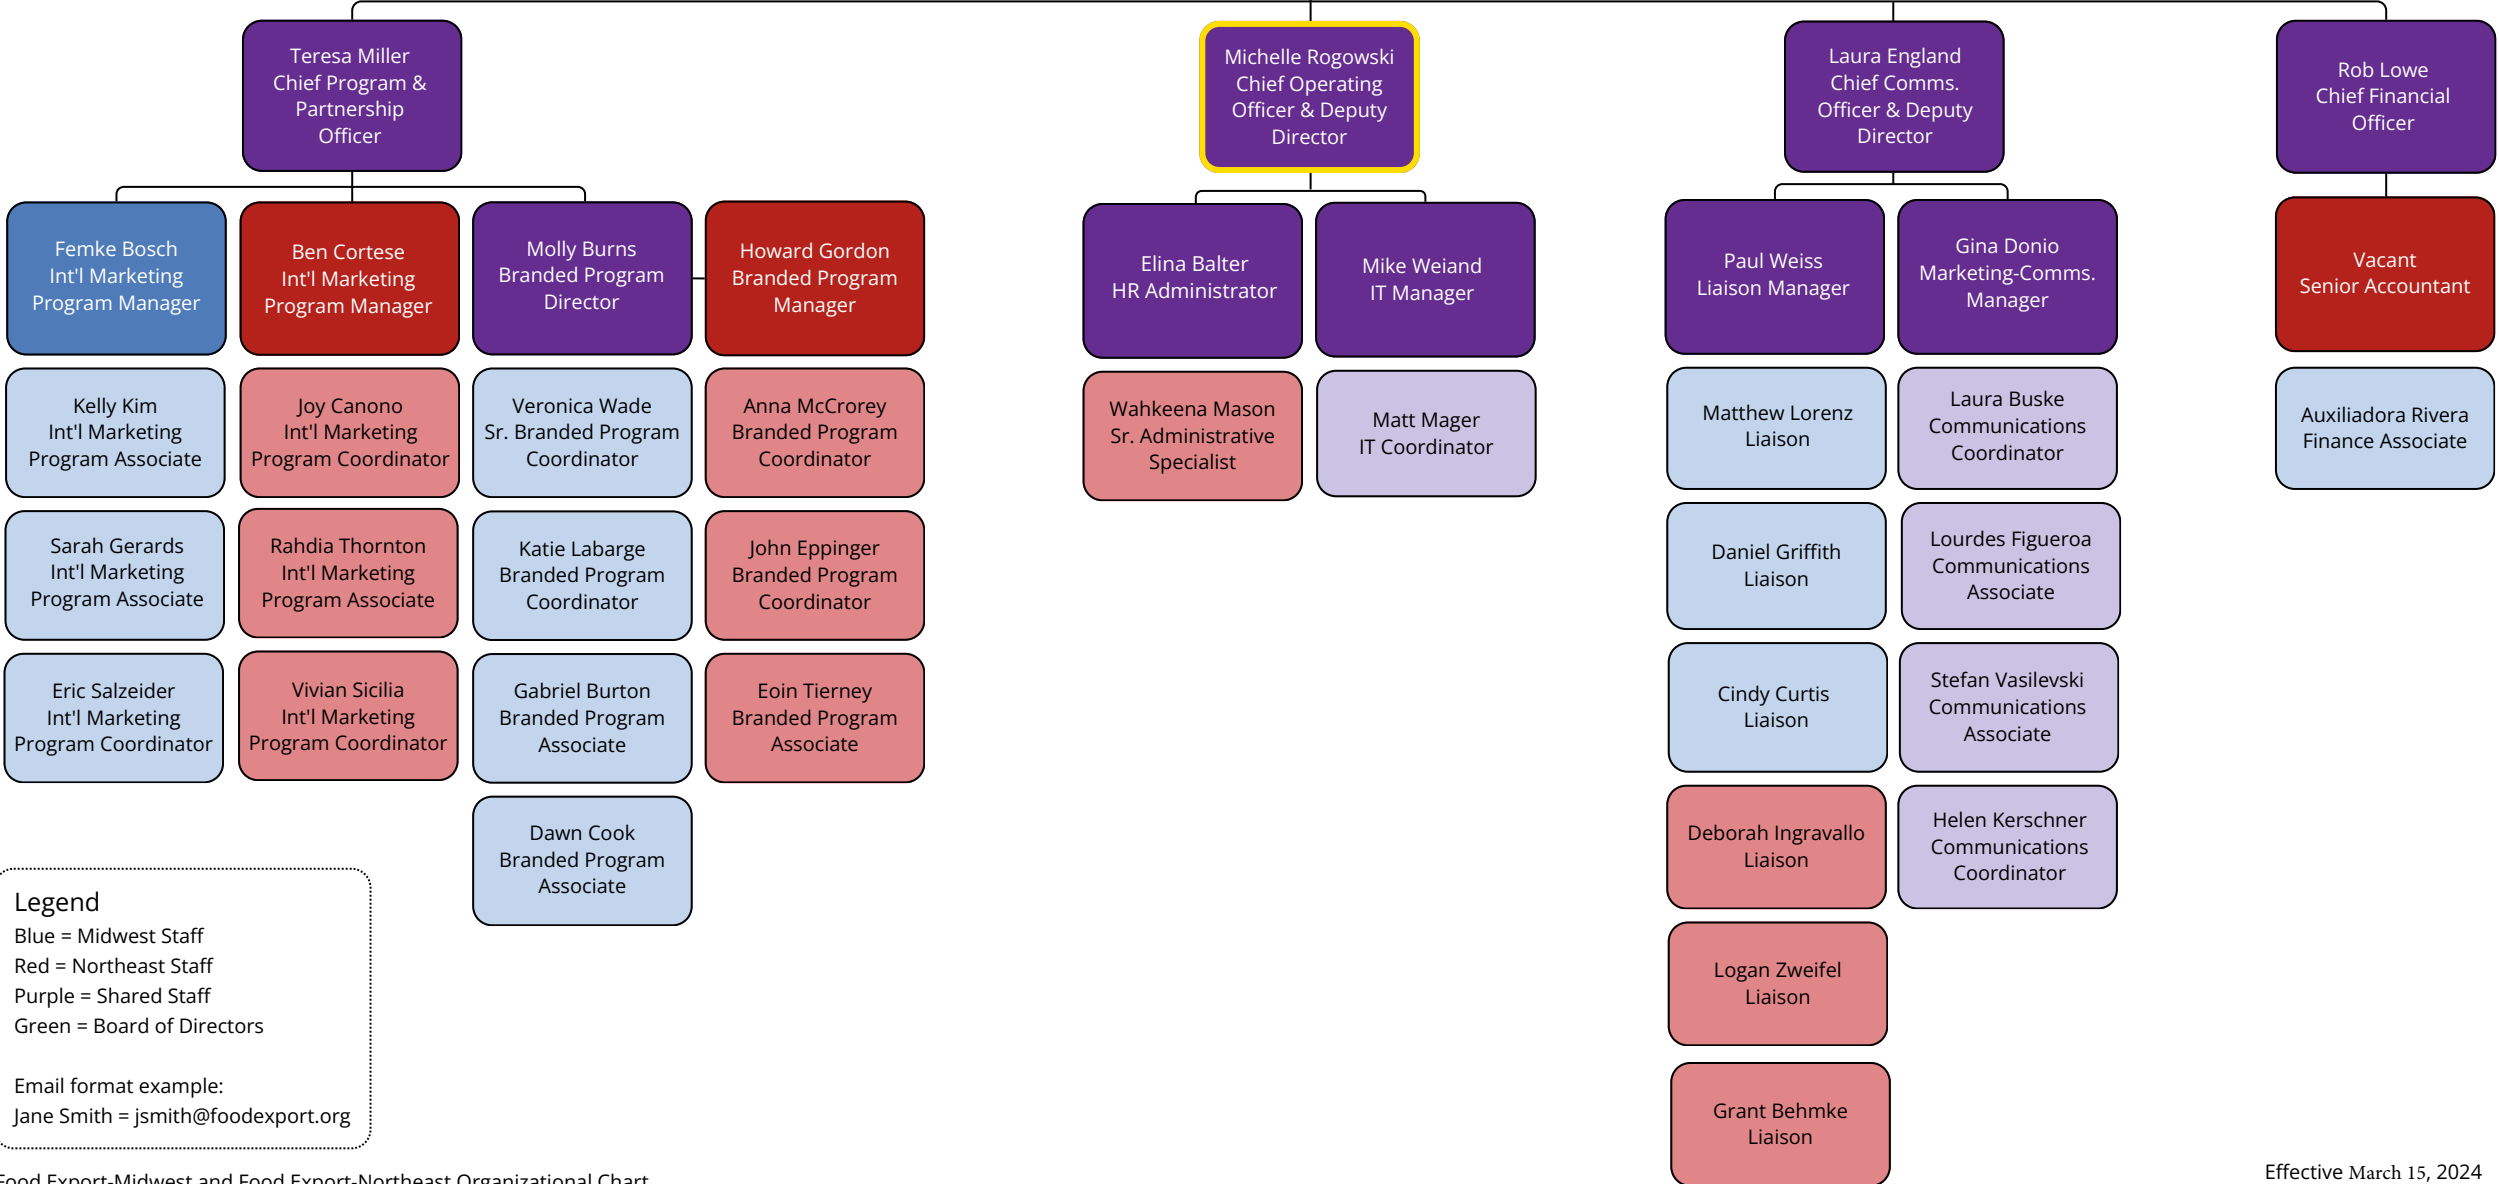 Teresa Miller
Chief Program &
Partnership
Officer
Michelle Rogowski
Chief Operating
Officer & Deputy
Director
Laura England
Chief Comms.
Officer & Deputy
Director
Rob Lowe
Chief Financial
Officer
Femke Bosch
Int'l Marketing
Program Manager
Ben Cortese
Int'l Marketing
Program Manager
Molly Burns
Branded Program
Director
Howard Gordon
Branded Program
Manager
Elina Balter
HR Administrator
Mike Weiand
IT Manager
Paul Weiss
Liaison Manager
Gina Donio
Marketing-Comms.
Manager
Vacant
Senior Accountant
Kelly Kim
Int'l Marketing
Program Associate
Joy Canono
Int'l Marketing
Program Coordinator
Veronica Wade
Sr. Branded Program
Coordinator
Anna McCrorey
Branded Program
Coordinator
Wahkeena Mason
Sr. Administrative
Specialist
Matt Mager
IT Coordinator
Matthew Lorenz
Liaison
Laura Buske
Communications
Coordinator
Auxiliadora Rivera
Finance Associate
Sarah Gerards
Int'l Marketing
Program Associate
Rahdia Thornton
Int'l Marketing
Program Associate
Katie Labarge
Branded Program
Coordinator
John Eppinger
Branded Program
Coordinator
Daniel Griffith
Liaison
Lourdes Figueroa
Communications
Associate
Eric Salzeider
Int'l Marketing
Program Coordinator
Vivian Sicilia
Int'l Marketing
Program Coordinator
Gabriel Burton
Branded Program
Associate
Eoin Tierney
Branded Program
Associate
Cindy Curtis
Liaison
Stefan Vasilevski
Communications
Associate
Dawn Cook
Branded Program
Associate
Deborah Ingravallo
Liaison
Helen Kerschner
Communications
Coordinator
Logan Zweifel
Liaison
Grant Behmke
Liaison
Legend
Blue = Midwest Staff
Red = Northeast Staff
Purple = Shared Staff
Green = Board of Directors
Email format example:
Jane Smith = jsmith@foodexport.org
Food Export-Midwest and Food Export-Northeast Organizational Chart
Effective March 15, 2024